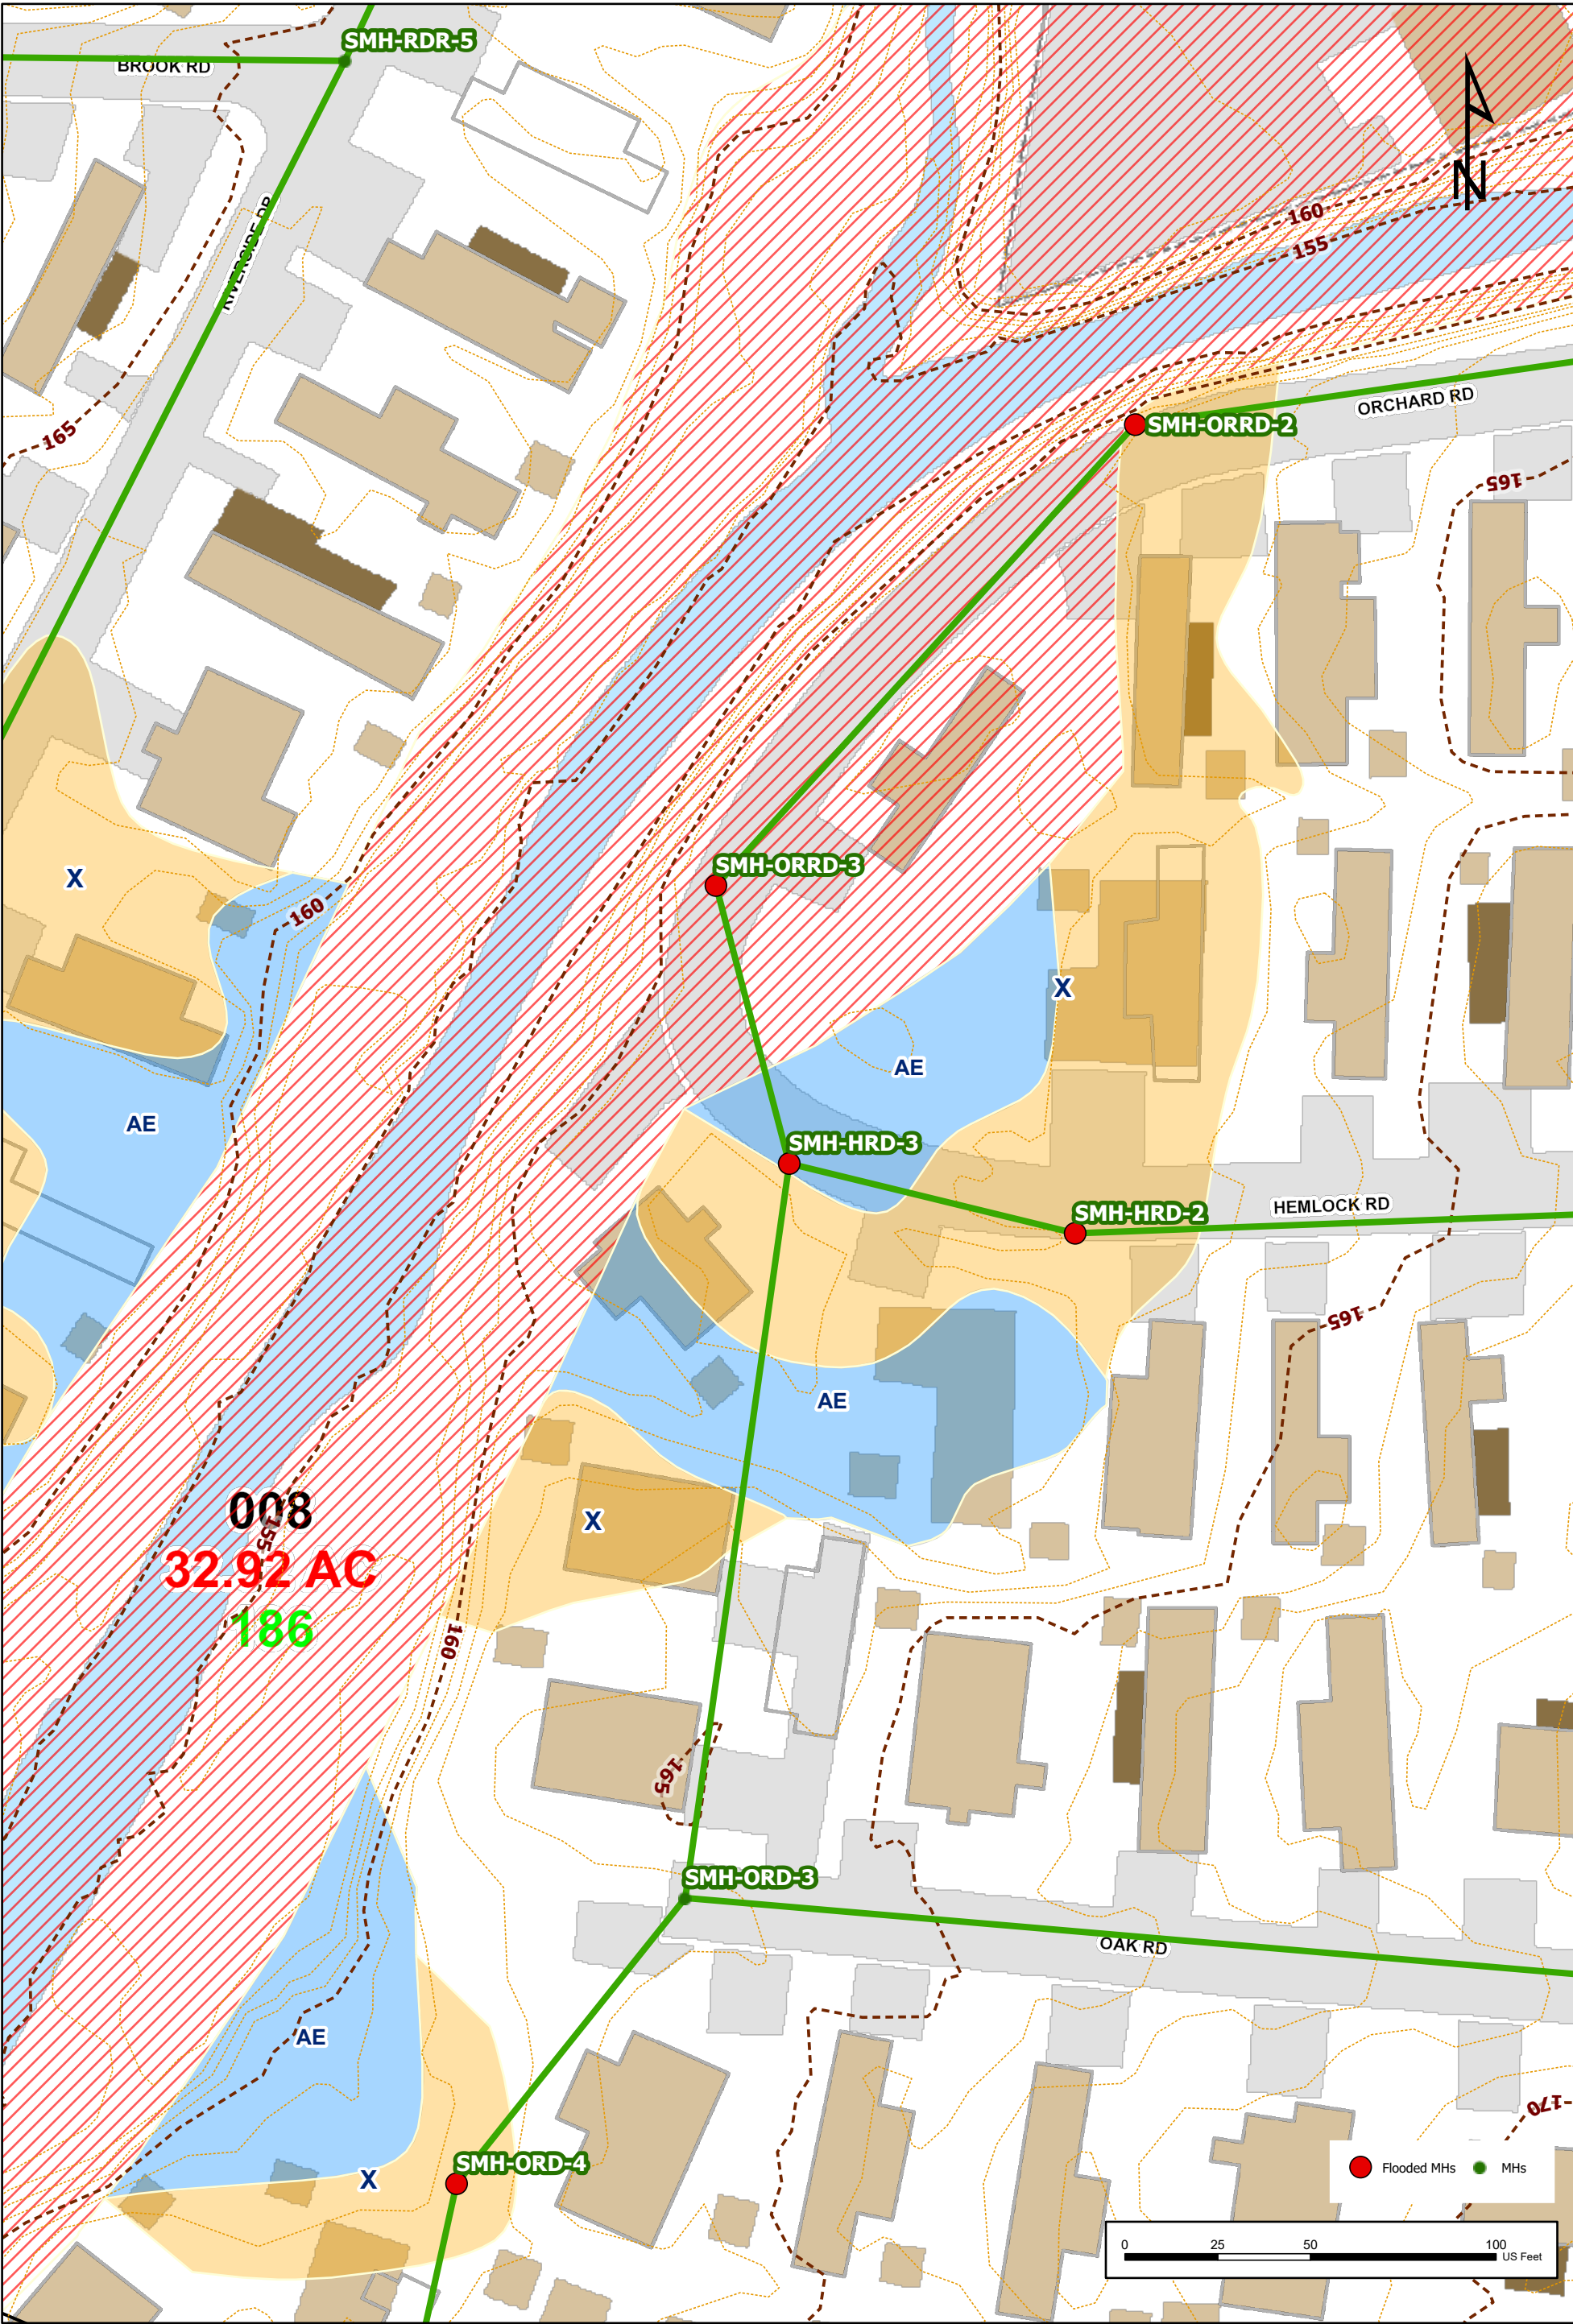 SMH-RDR-5
BROOK RD
N
160
155
RIVERSIDE DR
ORCHARD RD
SMH-ORRD-2
165
165
SMH-ORRD-3
X
160
X
AE
AE
SMH-HRD-3
SMH-HRD-2
HEMLOCK RD
165
AE
X
008
155
32.92 AC
186
160
165
SMH-ORD-3
OAK RD
AE
170
SMH-ORD-4
X
Flooded MHs
MHs
0 25 50 100
US Feet